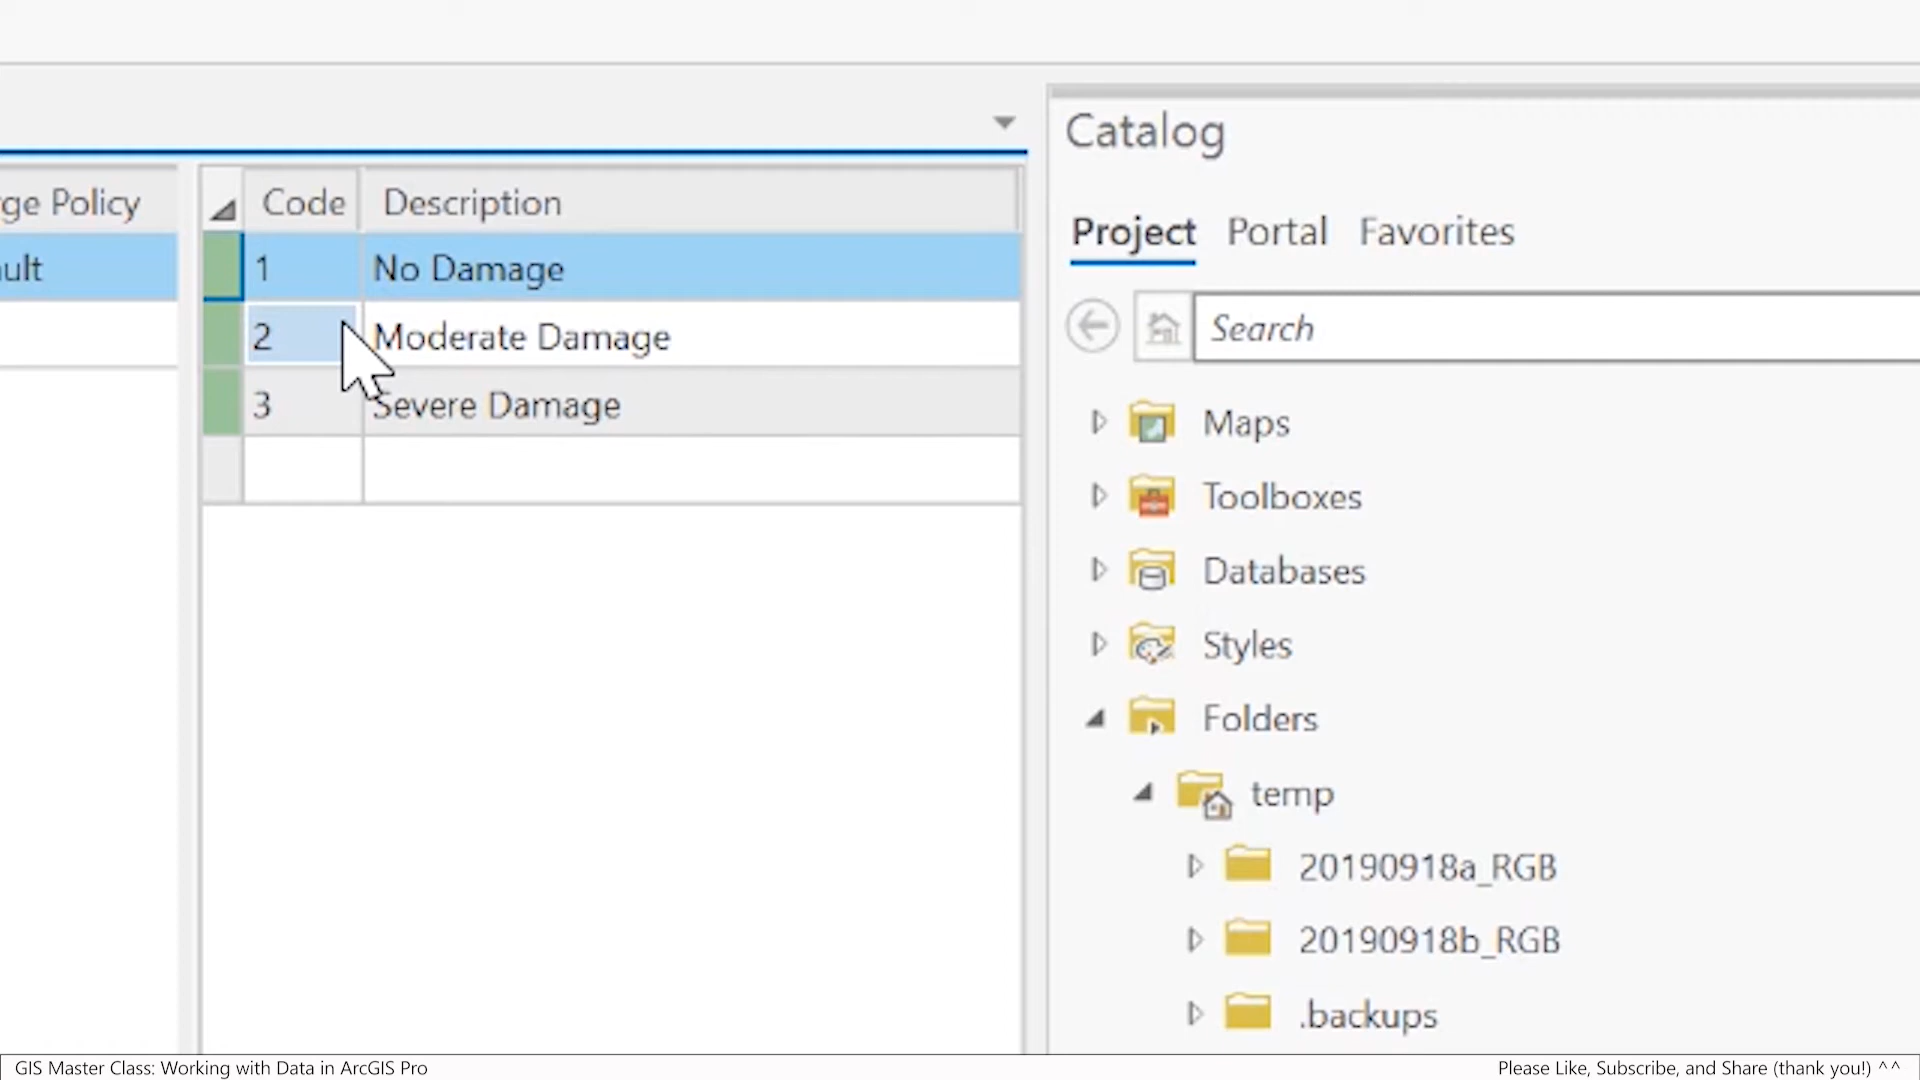 ge Policy
ult
Code Description
1 No Damage
2 Moderate Damage
3 Severe Damage
Catalog
Project Portal Favorites
Search
Maps
Toolboxes
Databases
Styles
Folders
temp
20190918a_RGB
20190918b_RGB
.backups
GIS Master Class: Working with Data in ArcGIS Pro
Please Like, Subscribe, and Share (thank you!) ^^